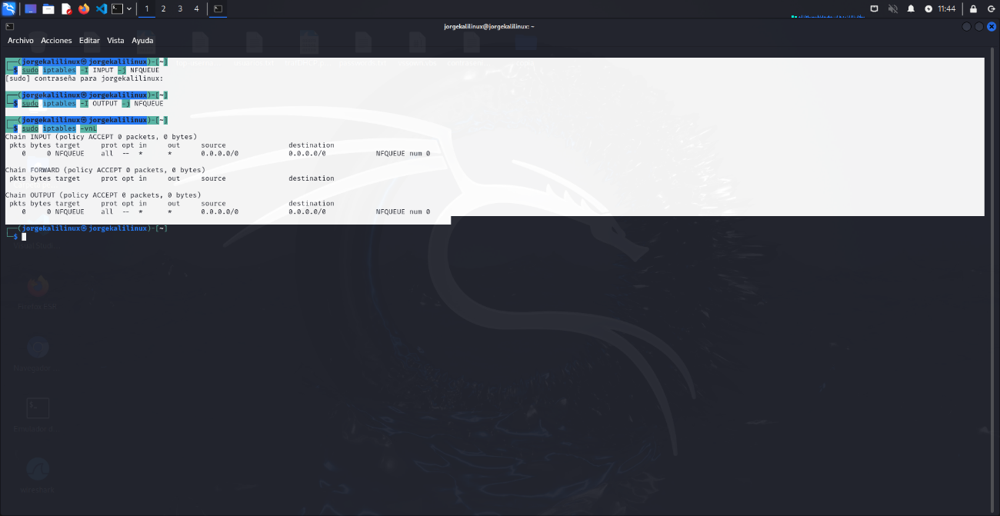 1 2 3 4
11:44
jorgekalilinux@jorgekalilinux: ~
Archivo Acciones Editar Vista Ayuda
┌──(jorgekalilinux㉿jorgekalilinux)-[~]
└─$ sudo iptables -I INPUT -j NFQUEUE
[sudo] contraseña para jorgekalilinux:
┌──(jorgekalilinux㉿jorgekalilinux)-[~]
└─$ sudo iptables -I OUTPUT -j NFQUEUE
┌──(jorgekalilinux㉿jorgekalilinux)-[~]
└─$ sudo iptables -vnL
Chain INPUT (policy ACCEPT 0 packets, 0 bytes)
pkts bytes target prot opt in out source destination
0 0 NFQUEUE all -- * * 0.0.0.0/0 0.0.0.0/0 NFQUEUE num 0
Chain FORWARD (policy ACCEPT 0 packets, 0 bytes)
pkts bytes target prot opt in out source destination
Chain OUTPUT (policy ACCEPT 0 packets, 0 bytes)
pkts bytes target prot opt in out source destination
0 0 NFQUEUE all -- * * 0.0.0.0/0 0.0.0.0/0 NFQUEUE num 0
┌──(jorgekalilinux㉿jorgekalilinux)-[~]
└─$